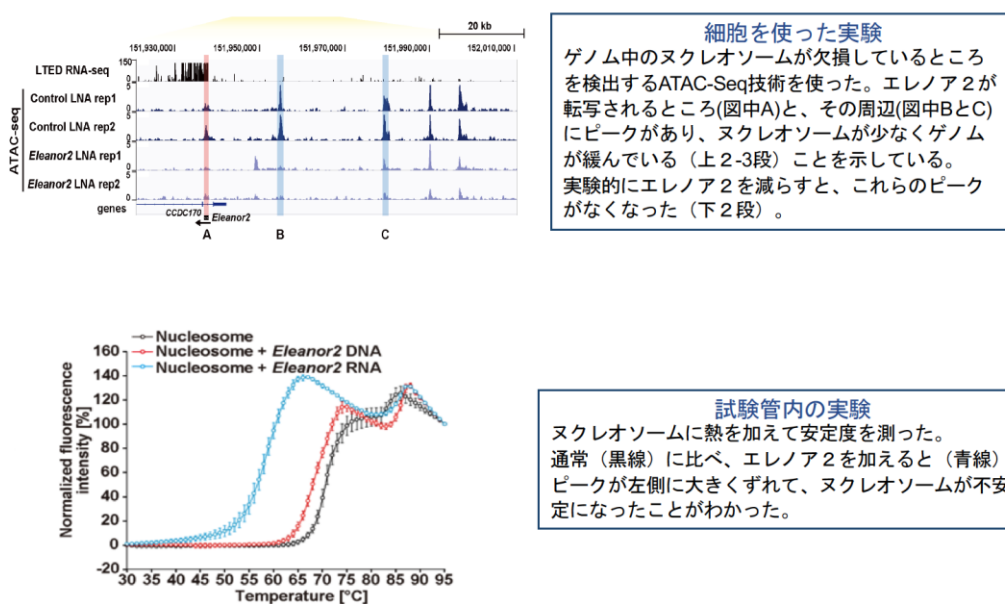 20 kb
151,930,000 151,950,000 151,970,000 151,990,000 152,010,000
LTED RNA-seq
150
0
ATAC-seq
Control LNA rep1
5
0
Control LNA rep2
5
0
Eleanor2 LNA rep1
5
0
Eleanor2 LNA rep2
5
0
genes
CCDC170
Eleanor2
A B C
細胞を使った実験
ゲノム中のヌクレオソームが欠損しているところ
を検出するATAC-Seq技術を使った。エレノア２が
転写されるところ(図中A)と、その周辺(図中BとC)
にピークがあり、ヌクレオソームが少なくゲノム
が緩んでいる（上２-３段）ことを示している。
実験的にエレノア２を減らすと、これらのピーク
がなくなった（下２段）。
Nucleosome
Nucleosome + Eleanor2 DNA
Nucleosome + Eleanor2 RNA
Normalized fluorescence
intensity [%]
160
140
120
100
80
60
40
20
0
30 35 40 45 50 55 60 65 70 75 80 85 90 95
Temperature [°C]
試験管内の実験
ヌクレオソームに熱を加えて安定度を測った。
通常（黒線）に比べ、エレノア２を加えると（青線）
ピークが左側に大きくずれて、ヌクレオソームが不安
定になったことがわかった。